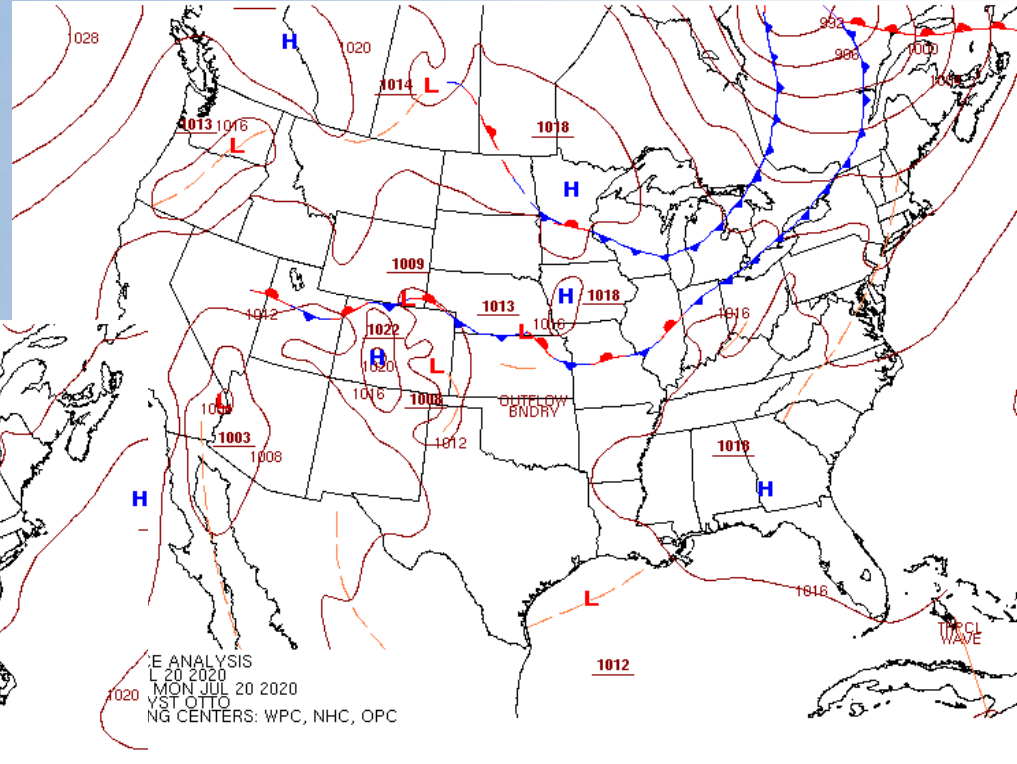 992
1028
H
1020
996
1000
1014
L
1013
1016
1018
L
H
1009
L
1013
H
1018
1012
1016
1016
1022
L
H
1020
L
1016
1008
OUTFLOW
BNDRY
L
1003
1008
1012
1018
H
H
1016
L
TRPCL
WAVE
1012
E ANALYSIS
L 20 2020
MON JUL 20 2020
YST OTTO
NG CENTERS: WPC, NHC, OPC
1020